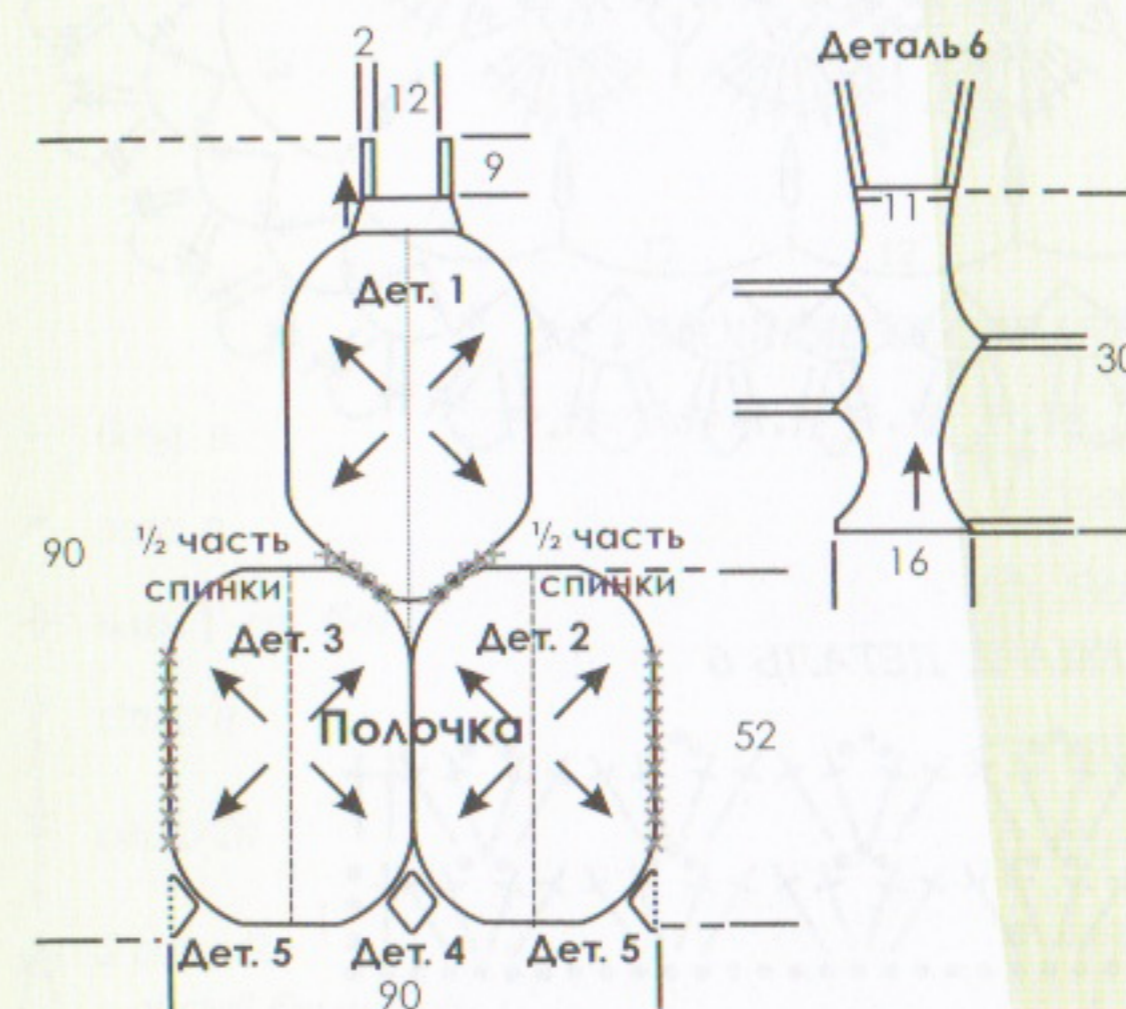 2
12
9
Дет. 1
90
½ часть
спинки
½ часть
спинки
Дет. 3
Дет. 2
Полочка
52
Дет. 5
Дет. 4
Дет. 5
90
Деталь 6
11
30
16